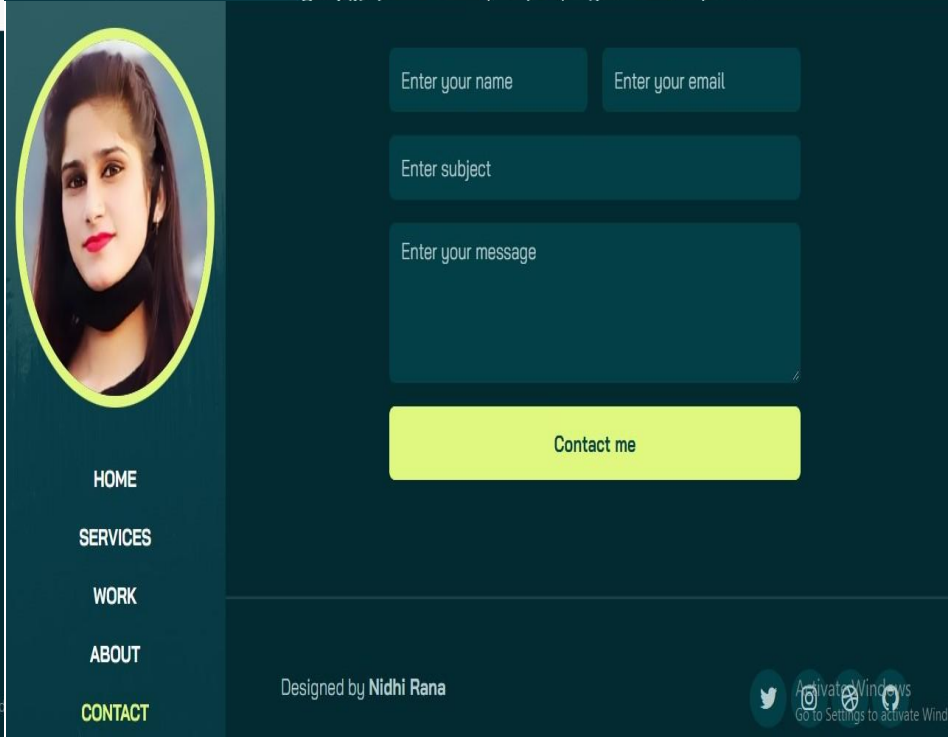 HOME
SERVICES
WORK
ABOUT
CONTACT
Enter your name
Enter your email
Enter subject
Enter your message
Contact me
Designed by Nidhi Rana
Activate Windows
Go to Settings to activate Wind